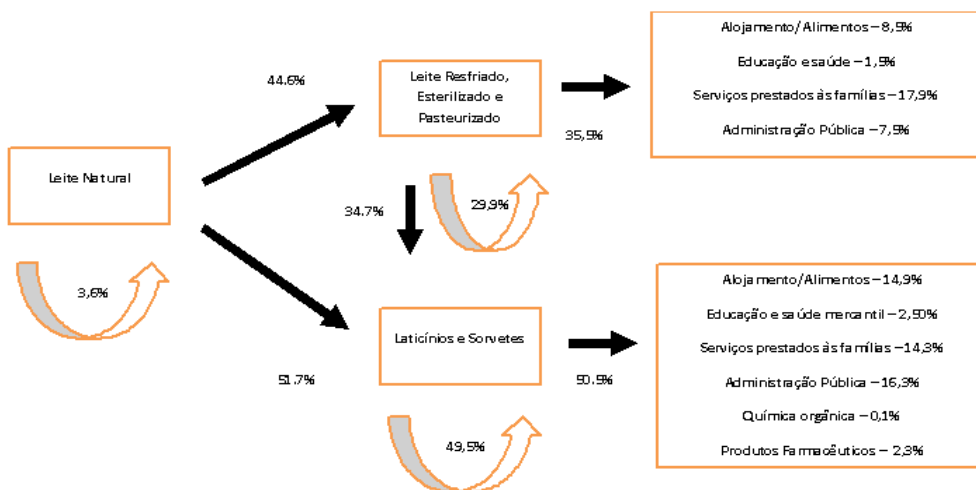 Leite Natural
3,6%
44.6%
51.7%
Leite Resfriado,
Esterilizado e
Pasteurizado
35,5%
34.7%
29,9%
Laticínios e Sorvetes
50.5%
49,5%
Alojamento/Alimentos – 8,5%
Educação e saúde – 1,5%
Serviços prestados às famílias – 17,9%
Administração Pública – 7,5%
Alojamento/Alimentos – 14,9%
Educação e saúde mercantil – 2,50%
Serviços prestados às famílias – 14,3%
Administração Pública – 16,3%
Química orgânica – 0,1%
Produtos Farmacêuticos – 2,3%